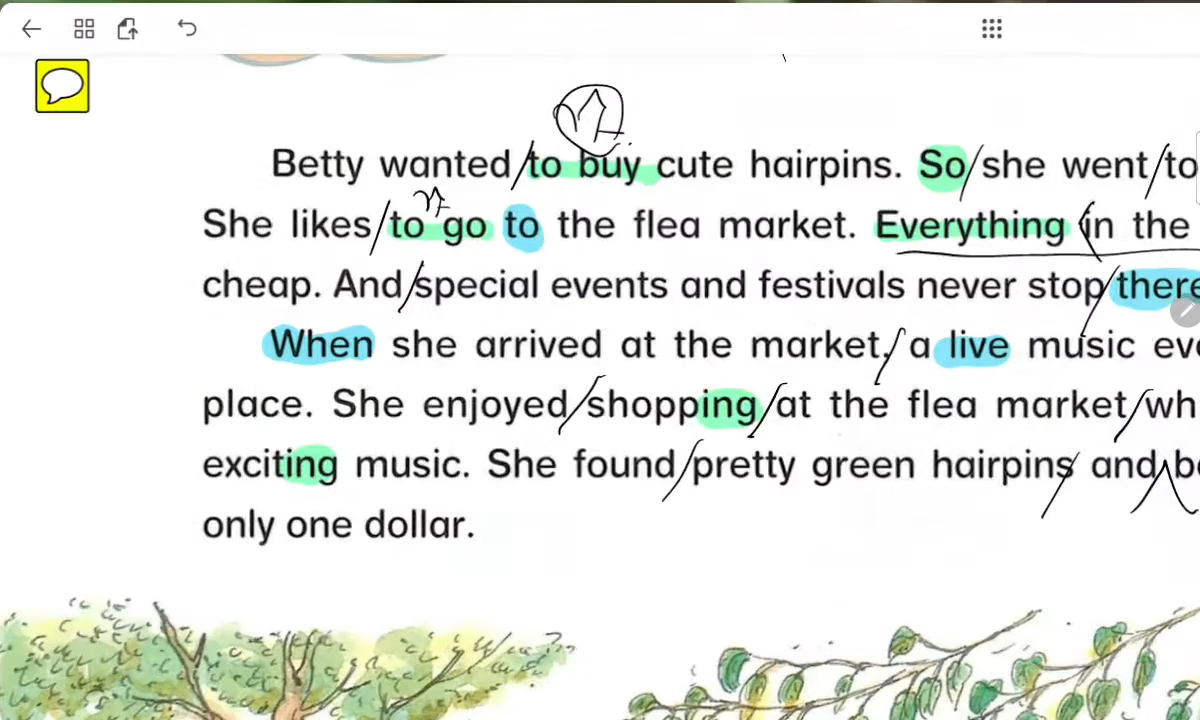 Betty wanted to buy cute hairpins. So she went to
She likes to go to the flea market. Everything in the
cheap. And special events and festivals never stop there
When she arrived at the market, a live music
place. She enjoyed shopping at the flea market
exciting music. She found pretty green hairpins and
only one dollar.